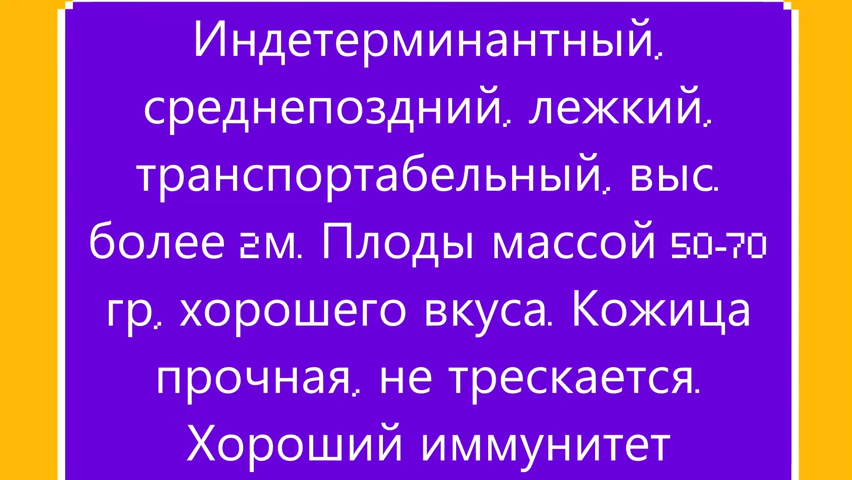 Индетерминантный,
среднепоздний, лежкий,
транспортабельный, выс.
более 2м. Плоды массой 50-70
гр, хорошего вкуса. Кожица
прочная, не трескается.
Хороший иммунитет